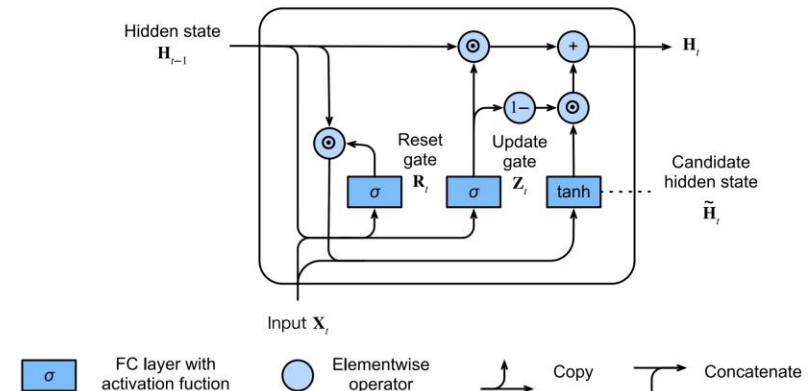 Hidden state
H_{t-1}
H_t
+
1−
Reset
gate
R_t
Update
gate
Z_t
Candidate
hidden state
H̃_t
σ
σ
tanh
Input X_t
σ
FC layer with
activation fuction
Elementwise
operator
Copy
Concatenate